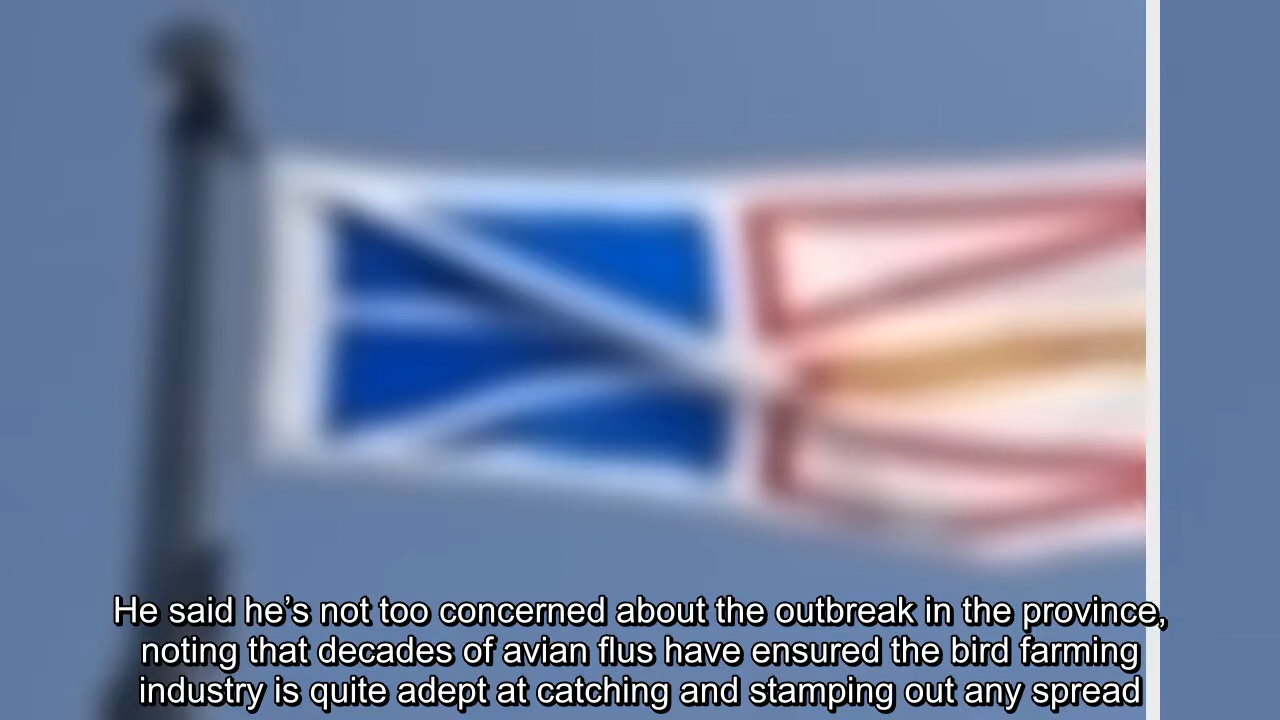 He said he’s not too concerned about the outbreak in the province,
noting that decades of avian flus have ensured the bird farming
industry is quite adept at catching and stamping out any spread